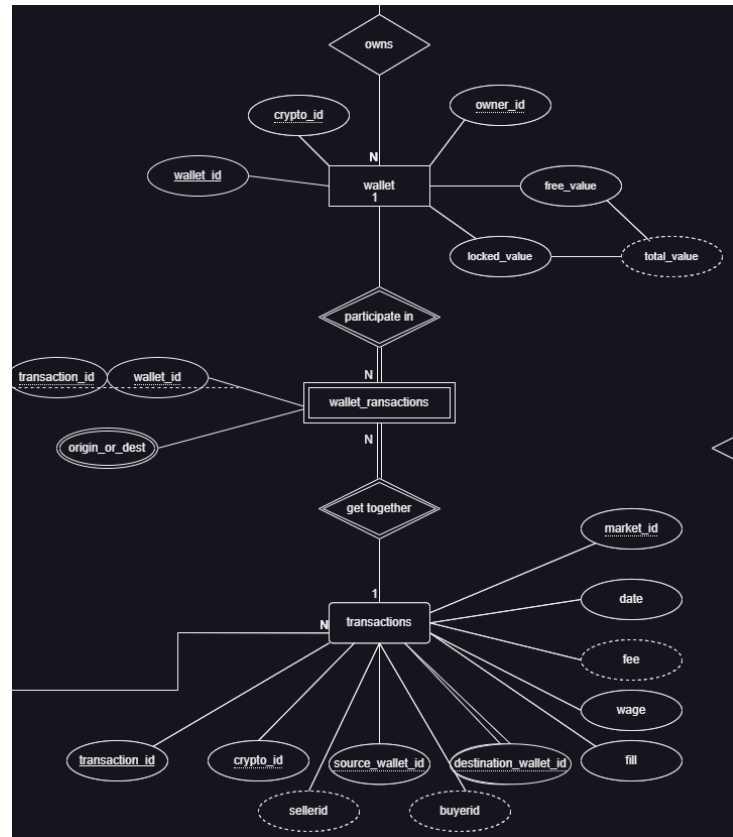 owns
crypto_id
owner_id
N
wallet_id
wallet
free_value
1
locked_value
total_value
participate in
N
transaction_id
wallet_id
wallet_ransactions
N
origin_or_dest
get together
market_id
1
date
N
transactions
fee
wage
transaction_id
crypto_id
source_wallet_id
destination_wallet_id
fill
sellerid
buyerid